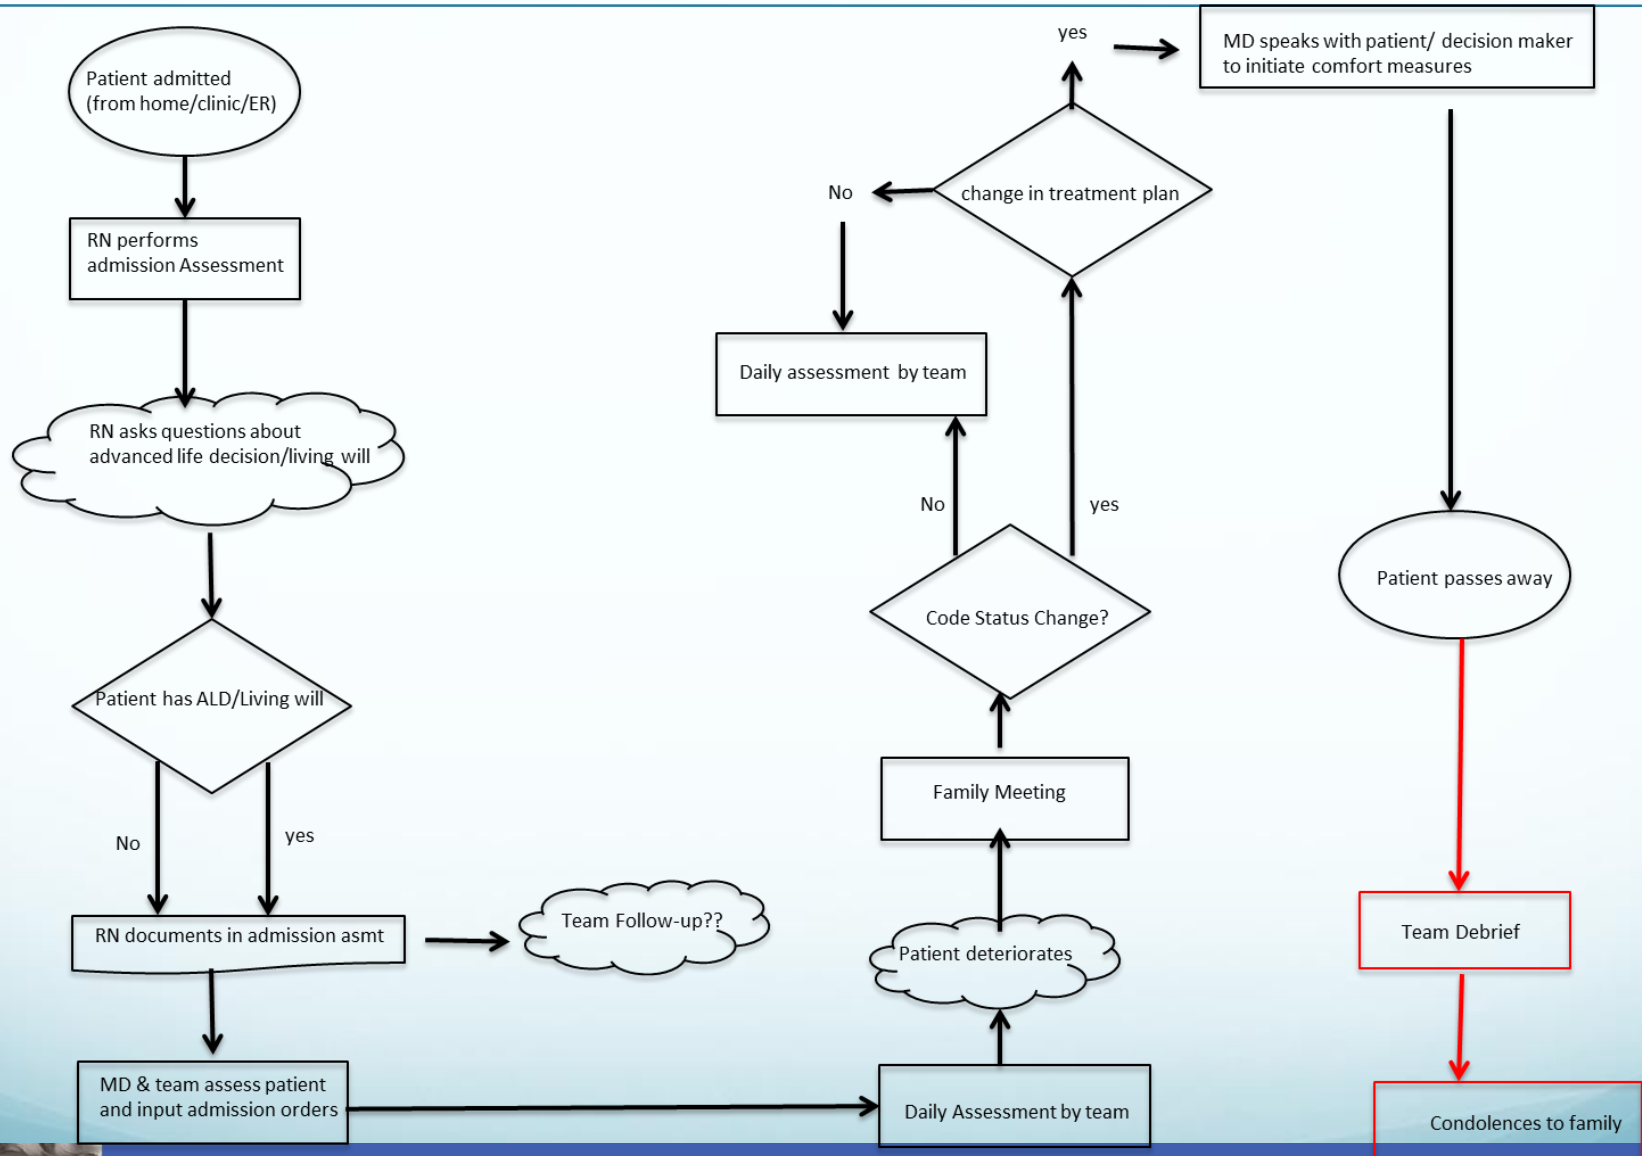 Patient admitted
(from home/clinic/ER)
RN performs
admission Assessment
RN asks questions about
advanced life decision/living will
Patient has ALD/Living will
No
yes
RN documents in admission asmt
Team Follow-up??
MD & team assess patient
and input admission orders
Daily Assessment by team
Patient deteriorates
Family Meeting
Code Status Change?
No
yes
Daily assessment by team
change in treatment plan
No
yes
MD speaks with patient/ decision maker
to initiate comfort measures
Patient passes away
Team Debrief
Condolences to family